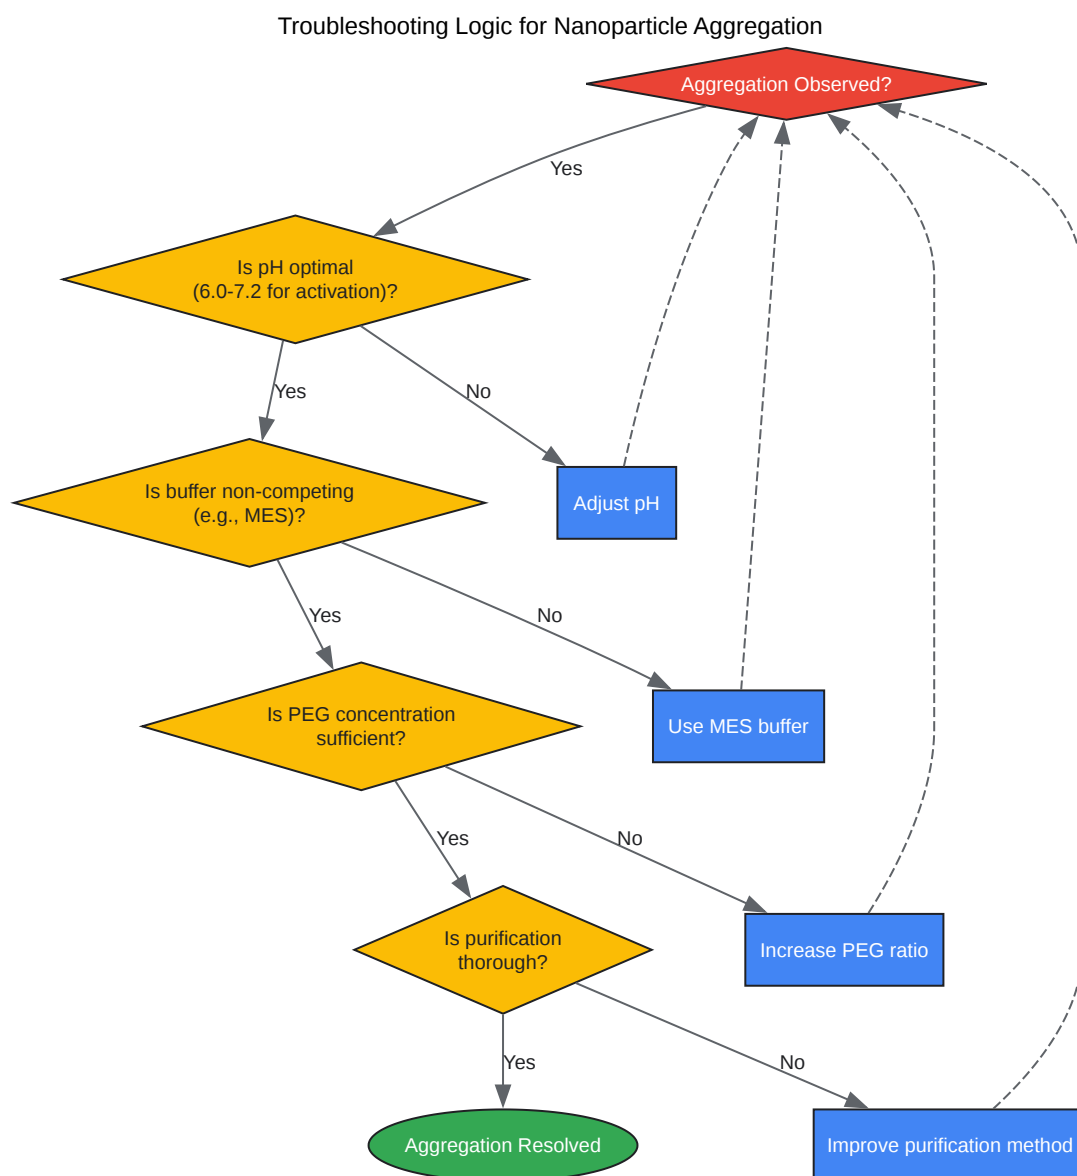 Troubleshooting Logic for Nanoparticle Aggregation
Aggregation Observed?
Yes
Is pH optimal
(6.0-7.2 for activation)?
Yes
No
Is buffer non-competing
(e.g., MES)?
Adjust pH
Yes
No
Is PEG concentration
sufficient?
Use MES buffer
Yes
No
Is purification
thorough?
Increase PEG ratio
Yes
No
Aggregation Resolved
Improve purification method